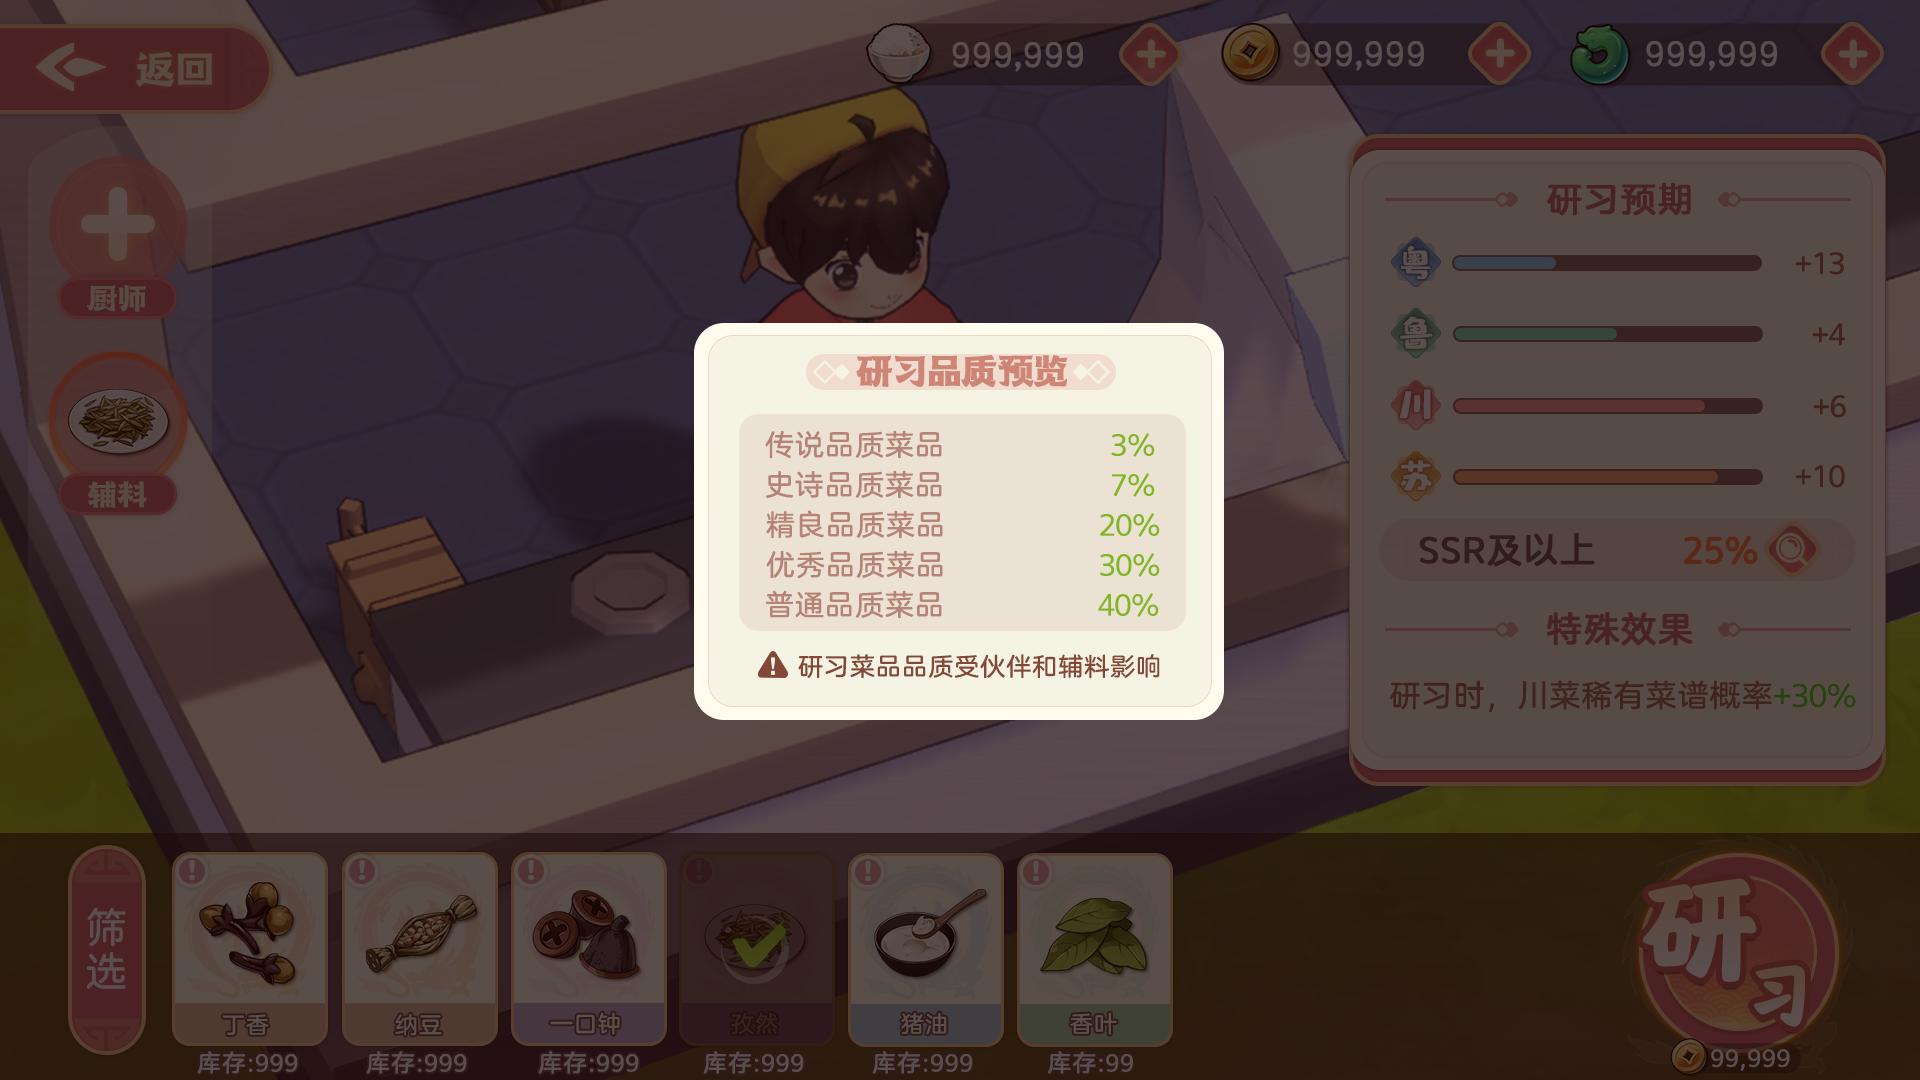 返回
999,999
999,999
999,999
厨师
辅料
研习预期
粤 +13
鲁 +4
川 +6
苏 +10
SSR及以上 25%
特殊效果
研习时，川菜稀有菜谱概率+30%
研习品质预览
传说品质菜品 3%
史诗品质菜品 7%
精良品质菜品 20%
优秀品质菜品 30%
普通品质菜品 40%
研习菜品品质受伙伴和辅料影响
筛选
丁香
库存:999
纳豆
库存:999
一口钟
库存:999
孜然
库存:999
猪油
库存:999
香叶
库存:99
研习
99,999